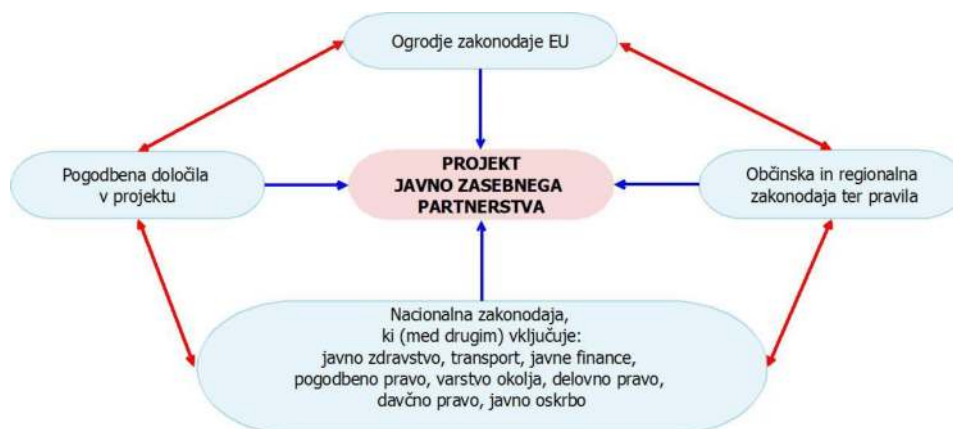 Ogrodje zakonodaje EU
Pogodbena določila
v projektu
PROJEKT
JAVNO ZASEBNEGA
PARTNERSTVA
Občinska in regionalna
zakonodaja ter pravila
Nacionalna zakonodaja,
ki (med drugim) vključuje:
javno zdravstvo, transport, javne finance,
pogodbeno pravo, varstvo okolja, delovno pravo,
davčno pravo, javno oskrbo